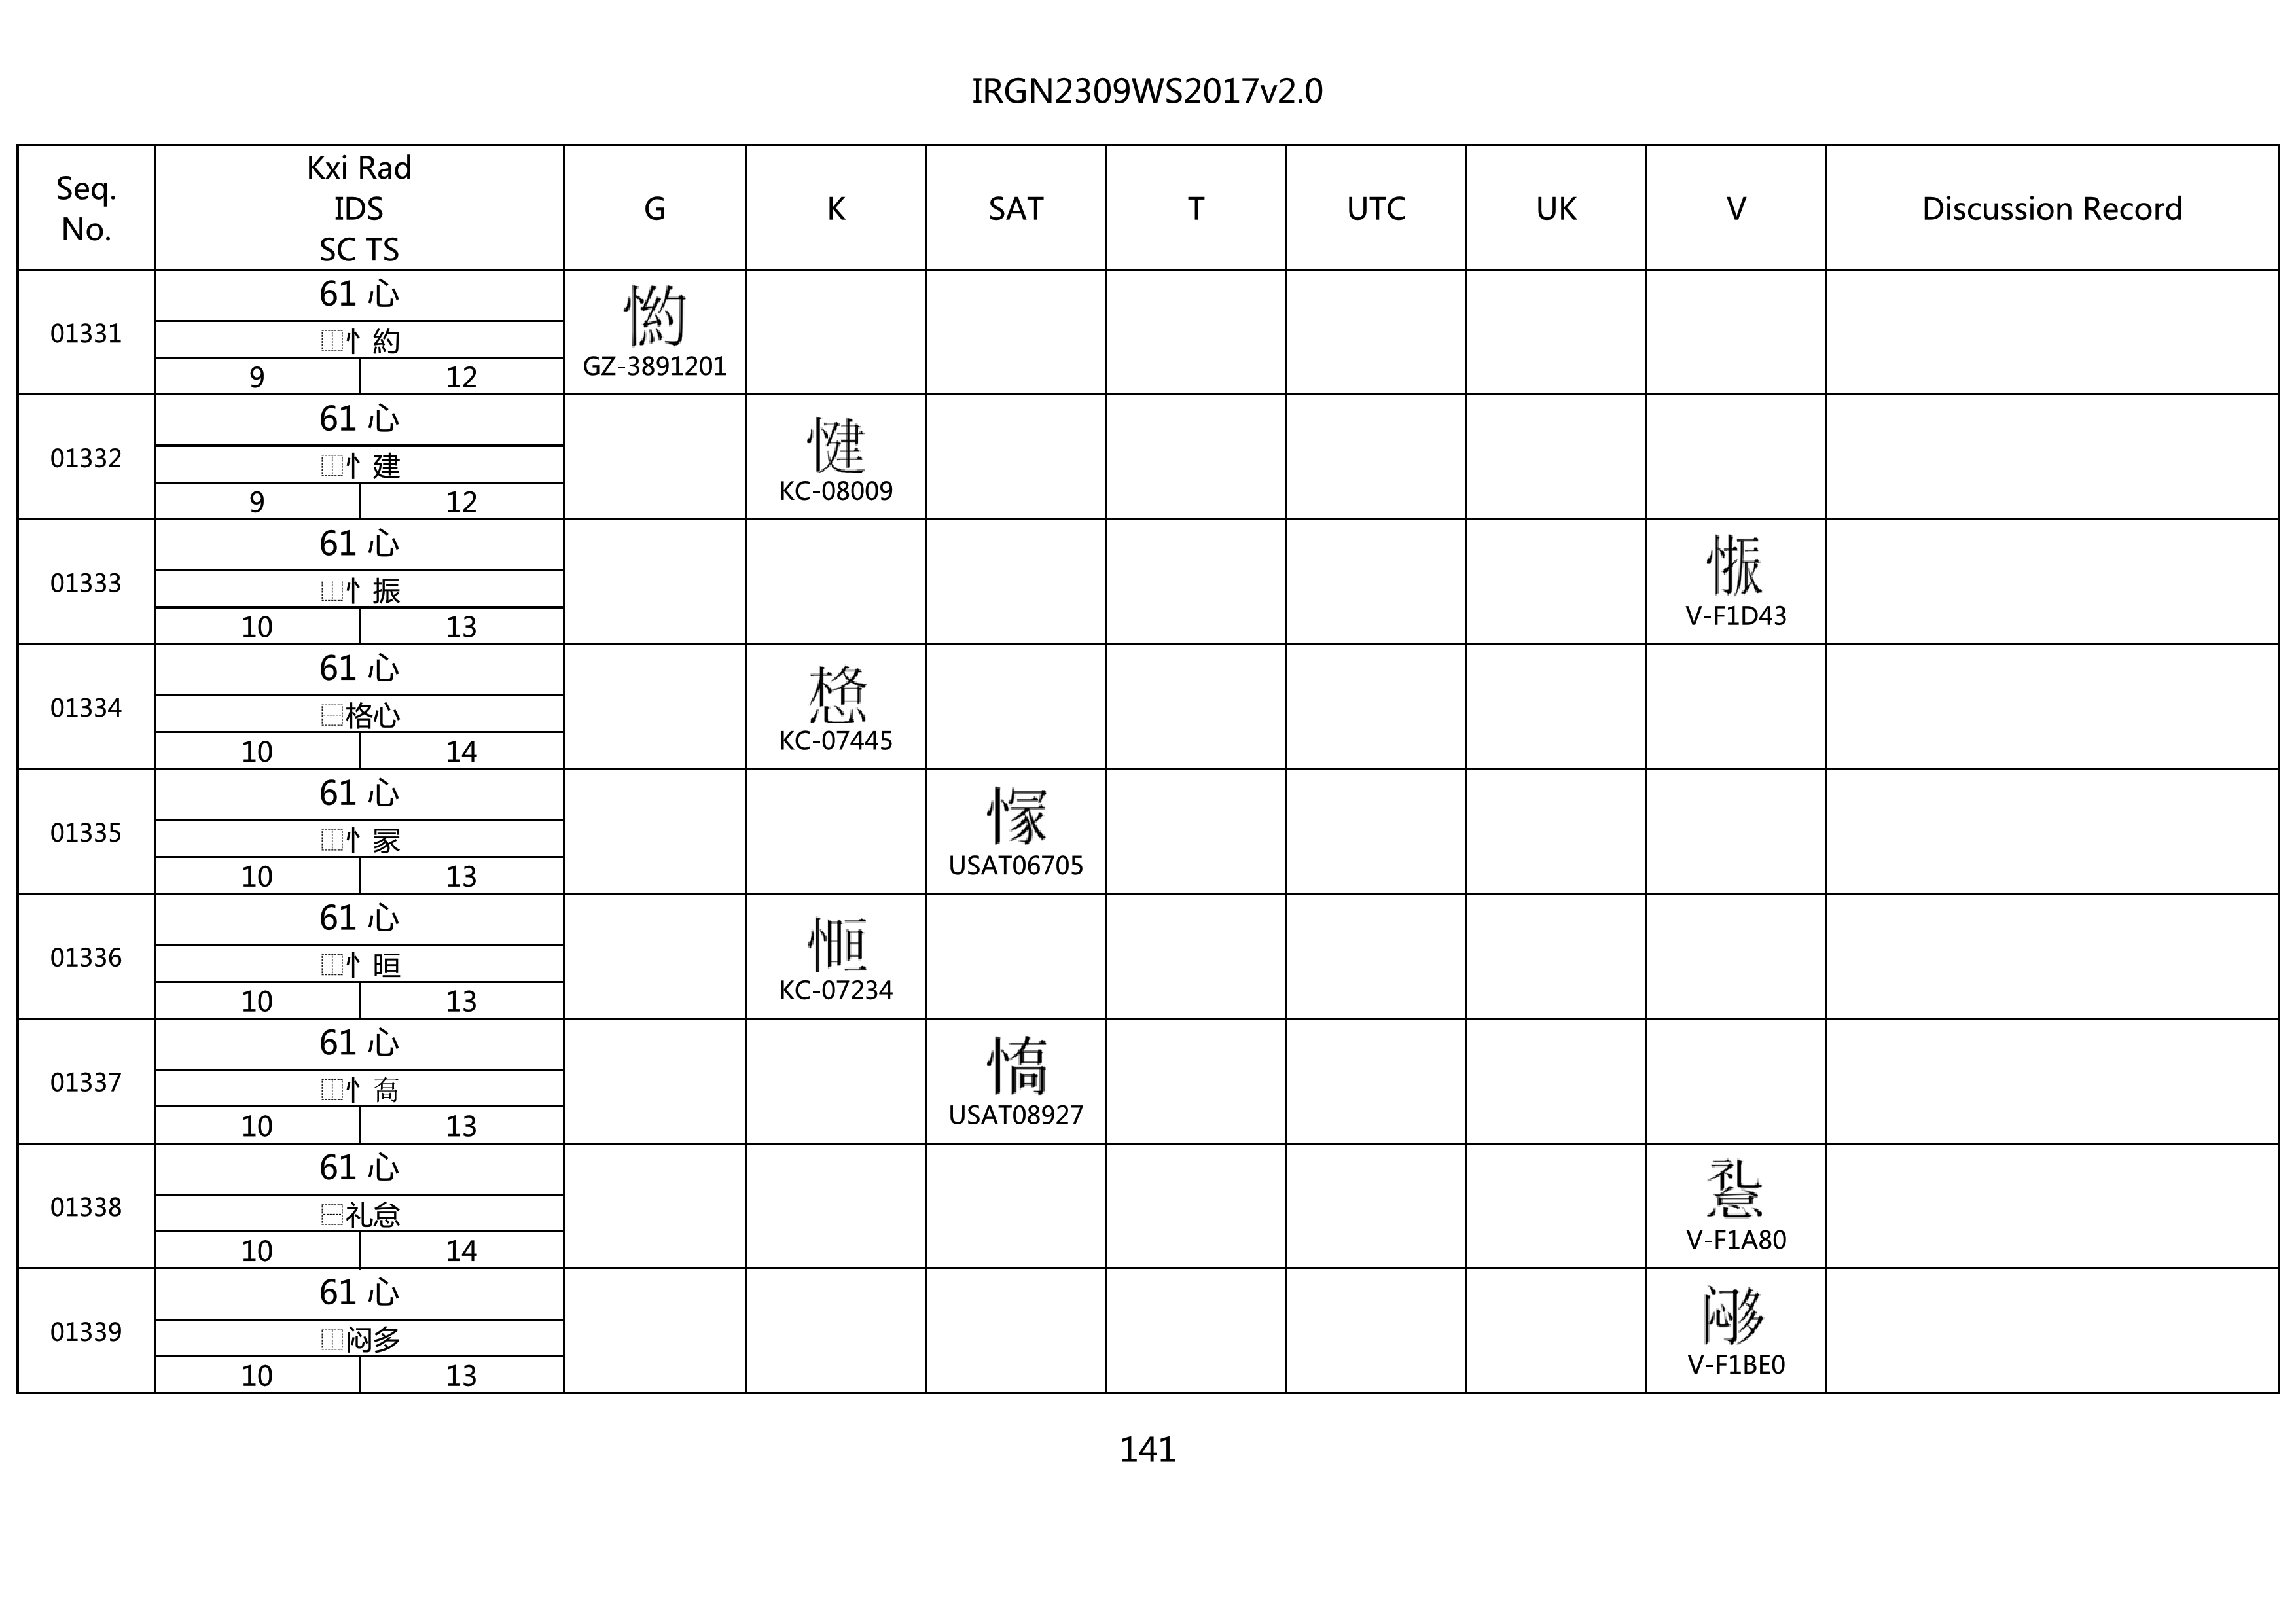 IRGN2309WS2017v2.0
Seq. No. Kxi Rad IDS SC TS G K SAT T UTC UK V Discussion Record
01331
61 心
⿰忄約
9 12
GZ-3891201
01332
61 心
⿰忄建
9 12
KC-08009
01333
61 心
⿰忄振
10 13
V-F1D43
01334
61 心
⿱格心
10 14
KC-07445
01335
61 心
⿰忄冡
10 13
USAT06705
01336
61 心
⿰忄晅
10 13
KC-07234
01337
61 心
⿰忄
10 13
USAT08927
01338
61 心
⿱礼怠
10 14
V-F1A80
01339
61 心
⿰闷多
10 13
V-F1BE0
141